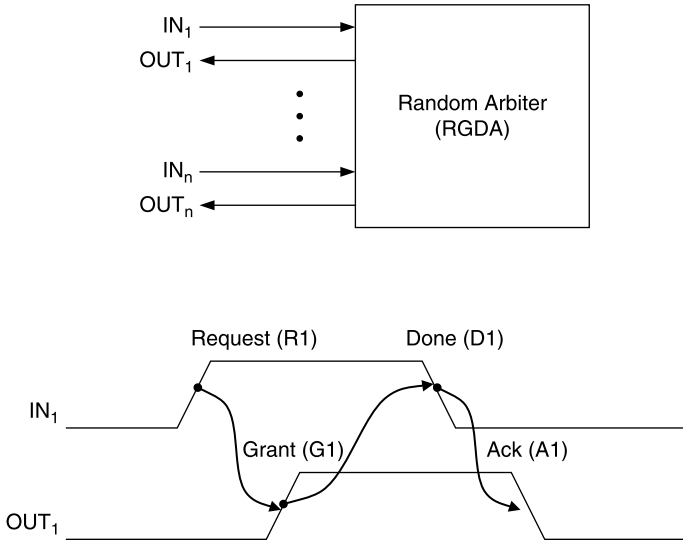 IN1
OUT1
Random Arbiter
(RGDA)
INn
OUTn
Request (R1)
Done (D1)
IN1
Grant (G1)
Ack (A1)
OUT1